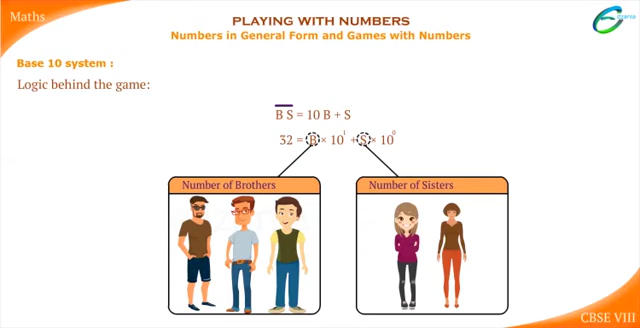 Maths
PLAYING WITH NUMBERS
Numbers in General Form and Games with Numbers
Base 10 system :
Logic behind the game:
B S = 10 B + S
32 = B × 10¹ + S × 10⁰
Number of Brothers
Number of Sisters
CBSE VIII